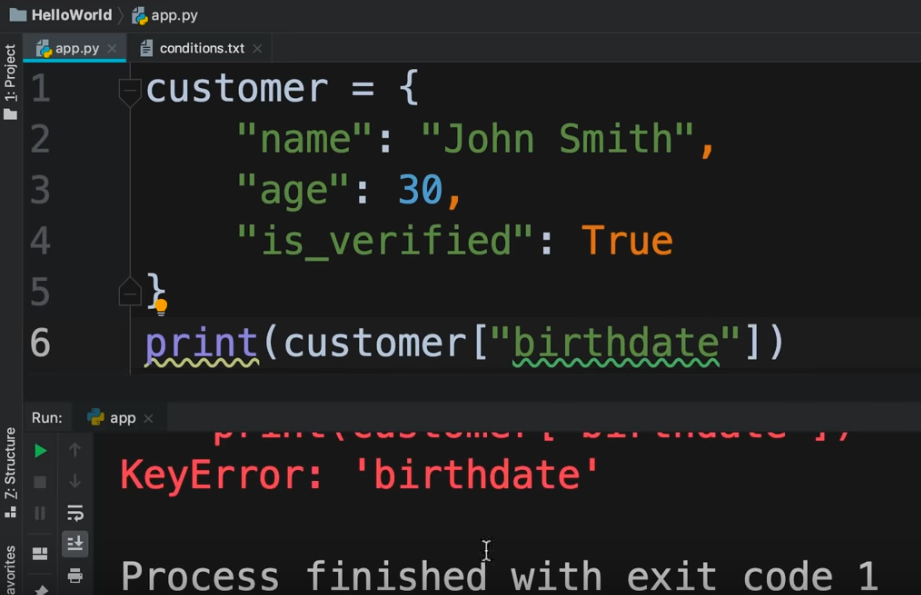 HelloWorld app.py
app.py conditions.txt
1: Project
1 customer = {
2 "name": "John Smith",
3 "age": 30,
4 "is_verified": True
5 }
6 print(customer["birthdate"])
Run: app
print(customer["birthdate"])
KeyError: 'birthdate'
Process finished with exit code 1
Z: Structure
avorites